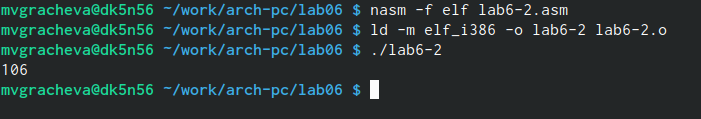 mvgracheva@dk5n56 ~/work/arch-pc/lab06 $ nasm -f elf lab6-2.asm
mvgracheva@dk5n56 ~/work/arch-pc/lab06 $ ld -m elf_i386 -o lab6-2 lab6-2.o
mvgracheva@dk5n56 ~/work/arch-pc/lab06 $ ./lab6-2
106
mvgracheva@dk5n56 ~/work/arch-pc/lab06 $